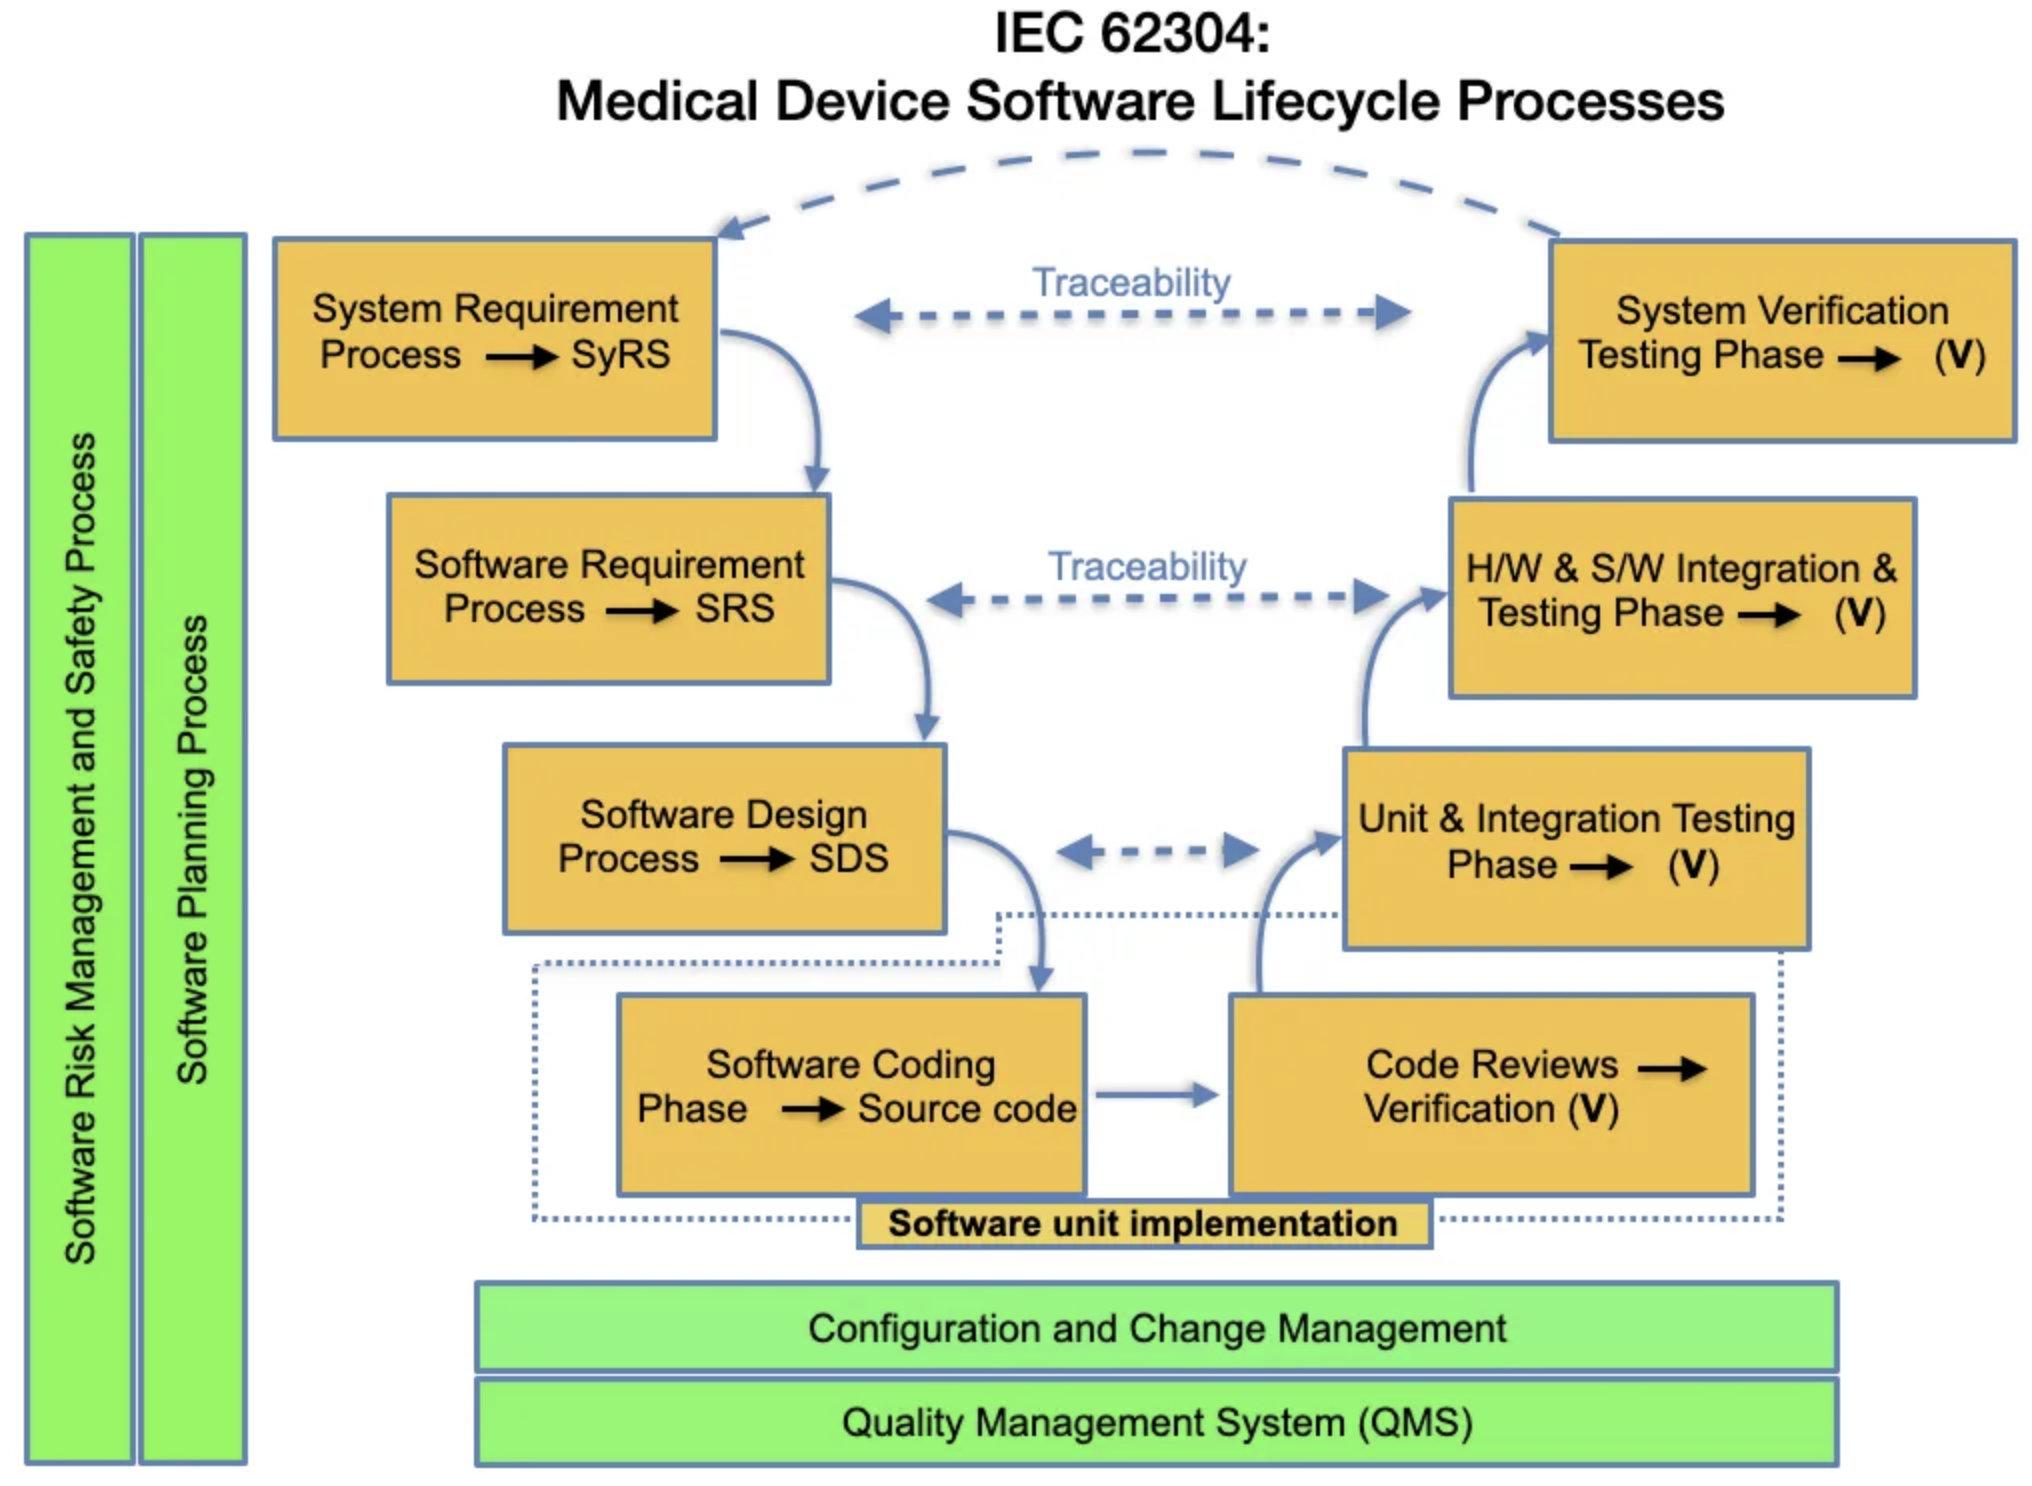 IEC 62304:
Medical Device Software Lifecycle Processes
Software Risk Management and Safety Process
Software Planning Process
System Requirement
Process → SyRS
Traceability
System Verification
Testing Phase → (V)
Software Requirement
Process → SRS
Traceability
H/W & S/W Integration &
Testing Phase → (V)
Software Design
Process → SDS
Unit & Integration Testing
Phase → (V)
Software Coding
Phase → Source code
Code Reviews →
Verification (V)
Software unit implementation
Configuration and Change Management
Quality Management System (QMS)